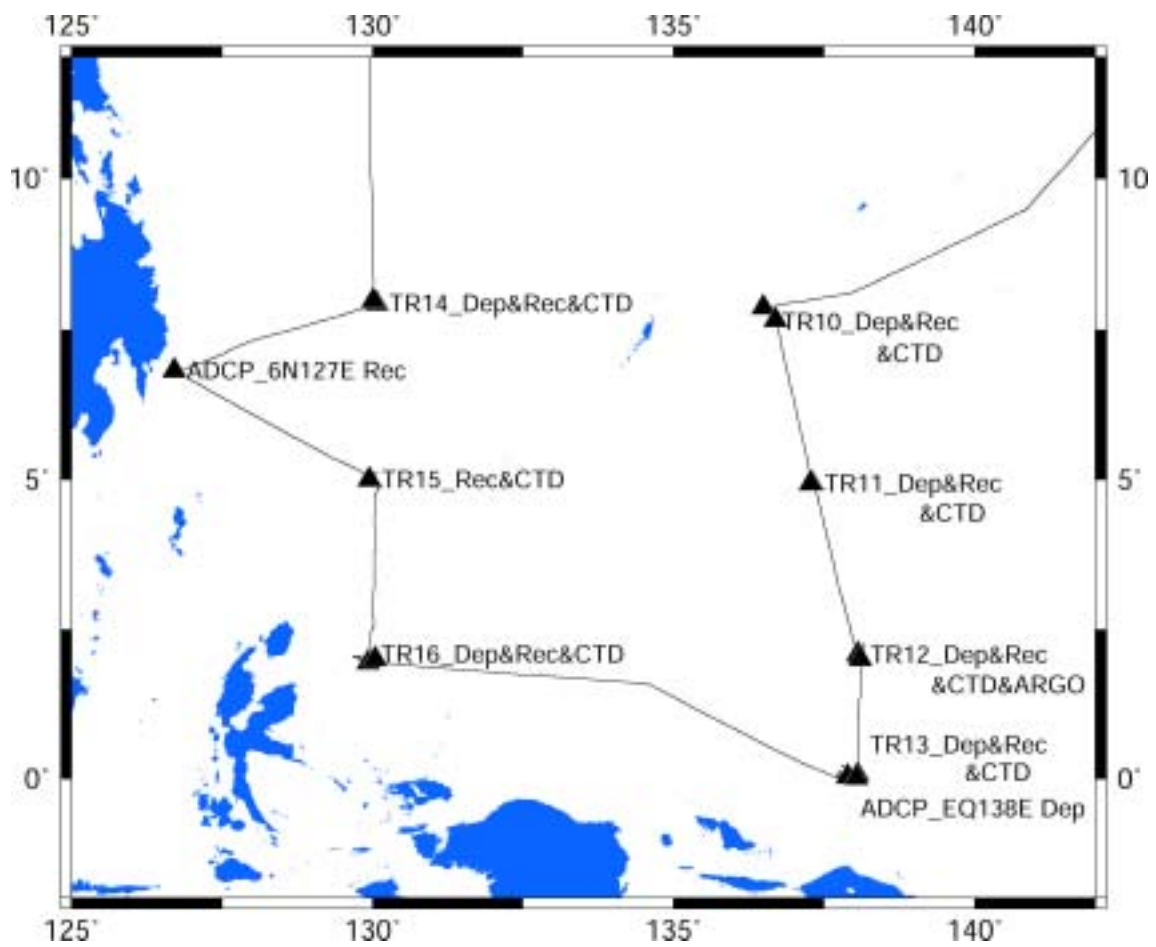 125° 130° 135° 140°
10° 10
TR14_Dep&Rec&CTD
TR10_Dep&Rec
&CTD
ADCP_6N127E Rec
5° 5°
TR15_Rec&CTD
TR11_Dep&Rec
&CTD
TR16_Dep&Rec&CTD
TR12_Dep&Rec
&CTD&ARGO
TR13_Dep&Rec
&CTD
0° 0°
ADCP_EQ138E Dep
125° 130° 135° 140°